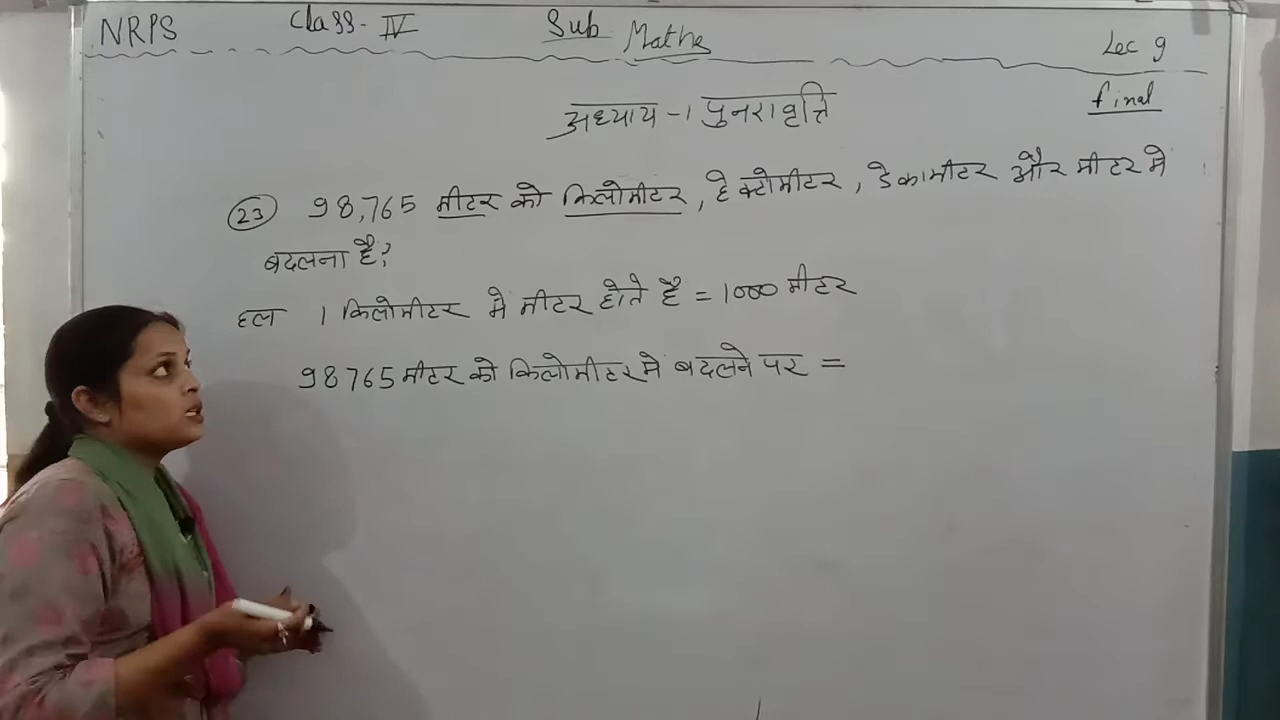 NRPS Class - IV Sub Maths Lec 9
final
अध्याय - 1 पुनरावृत्ति
(23) 98,765 मीटर को किलोमीटर, हेक्टोमीटर, डेकामीटर और मीटर मे
बदलना है?
हल 1 किलोमीटर मे मीटर होते है = 1000 मीटर
98765 मीटर को किलोमीटर मे बदलने पर =